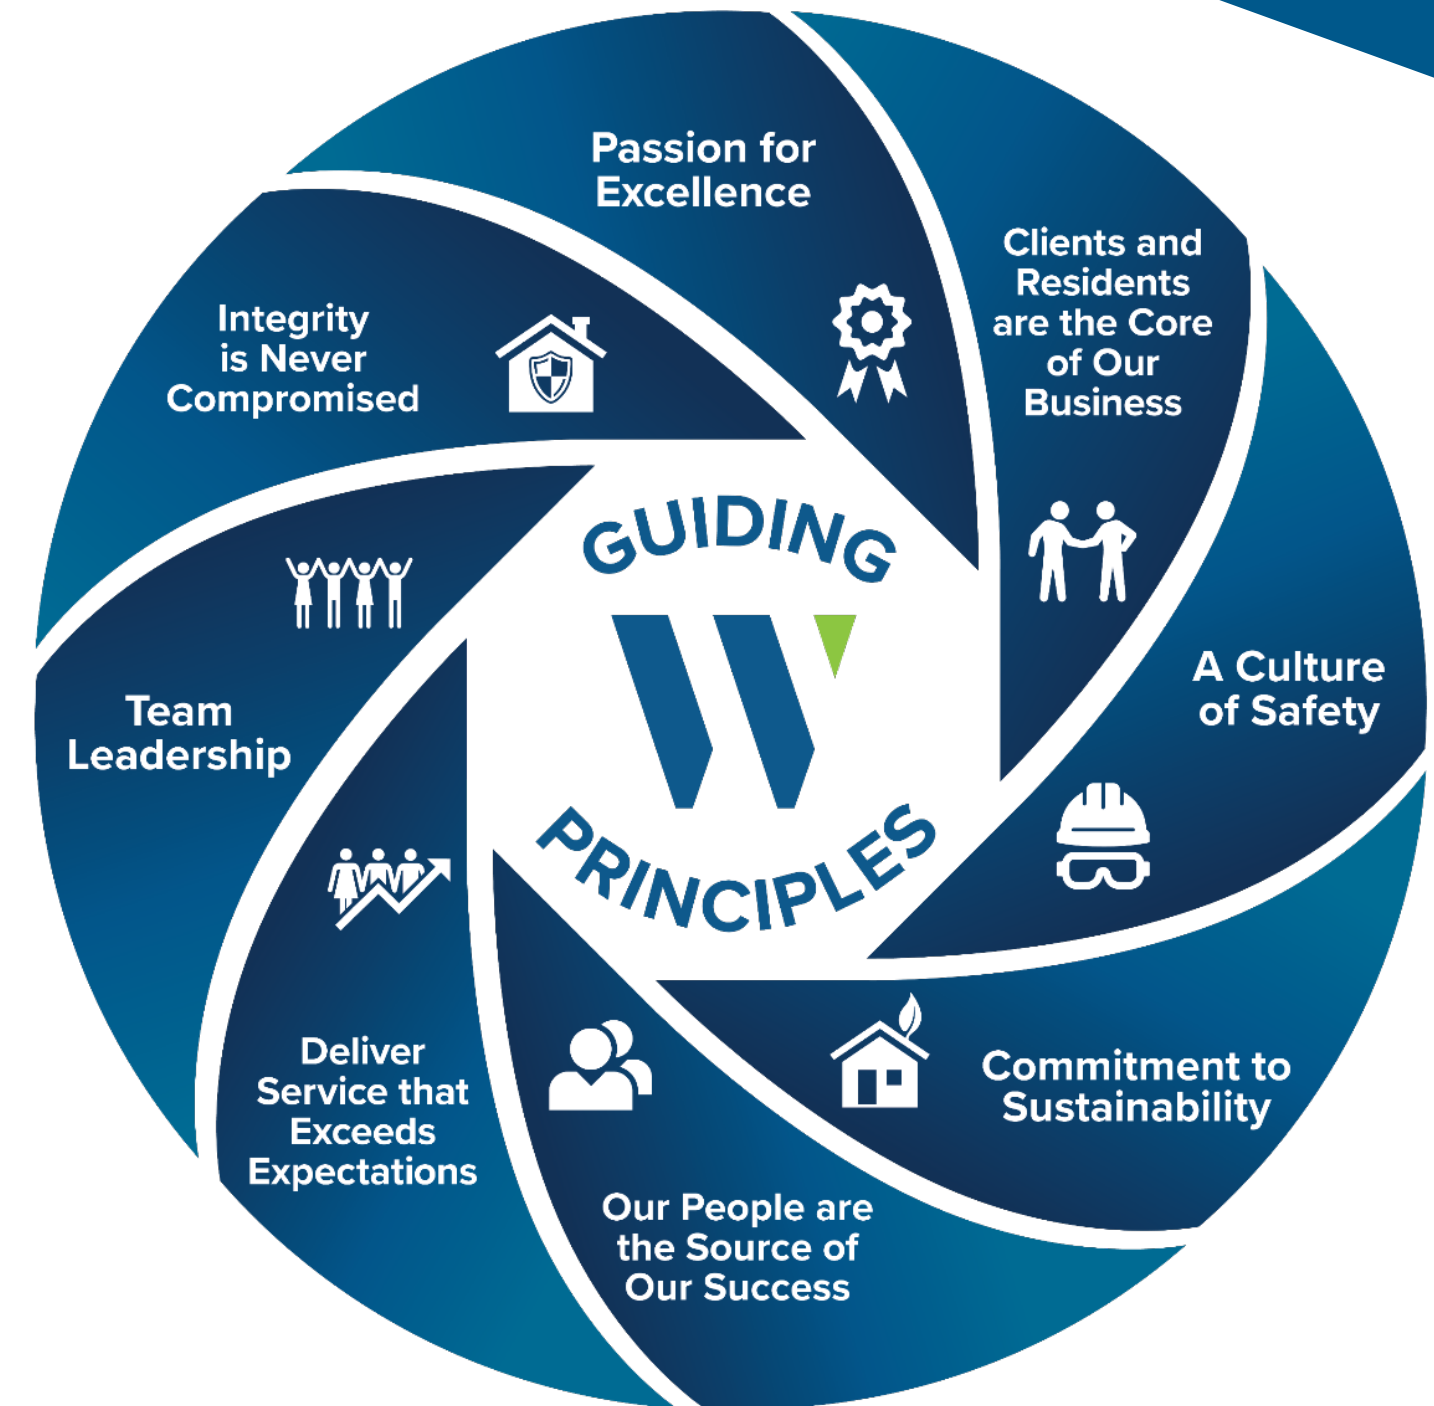 Passion for
Excellence
Clients and
Residents
are the Core
of Our
Business
A Culture
of Safety
Commitment to
Sustainability
Our People are
the Source of
Our Success
Deliver
Service that
Exceeds
Expectations
Team
Leadership
Integrity
is Never
Compromised
GUIDING
W
PRINCIPLES